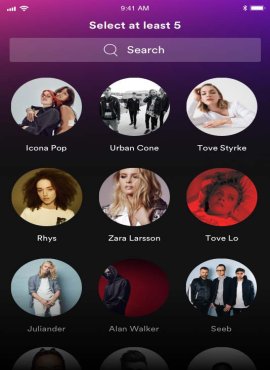 9:41 AM
Select at least 5
Search
Icona Pop
Urban Cone
Tove Styrke
Rhys
Zara Larsson
Tove Lo
Juliander
Alan Walker
Seeb